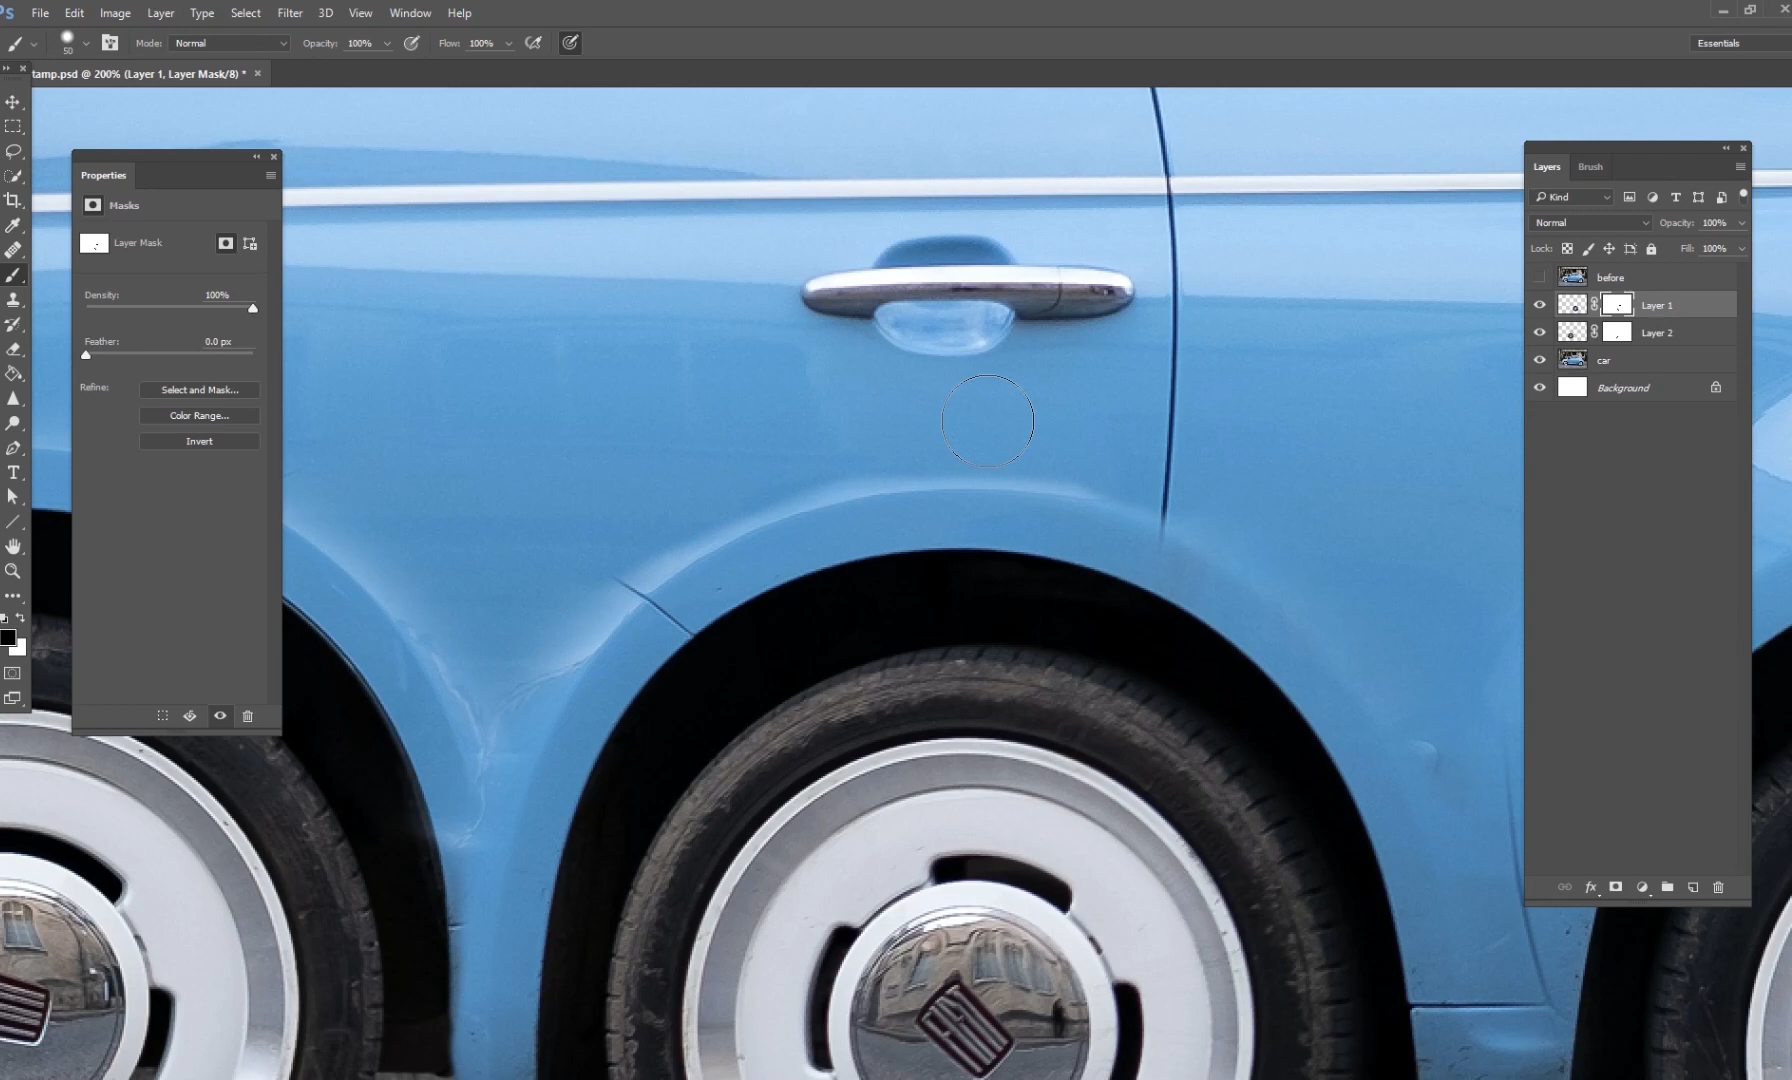 Ps File Edit Image Layer Type Select Filter 3D View Window Help
50 Mode: Normal Opacity: 100% Flow: 100% Essentials
tamp.psd @ 200% (Layer 1, Layer Mask/8) *
Properties
Masks
Layer Mask
Density: 100%
Feather: 0.0 px
Refine: Select and Mask...
Color Range...
Invert
Layers Brush
Kind
Normal Opacity: 100%
Lock: Fill: 100%
before
Layer 1
Layer 2
car
Background
fx